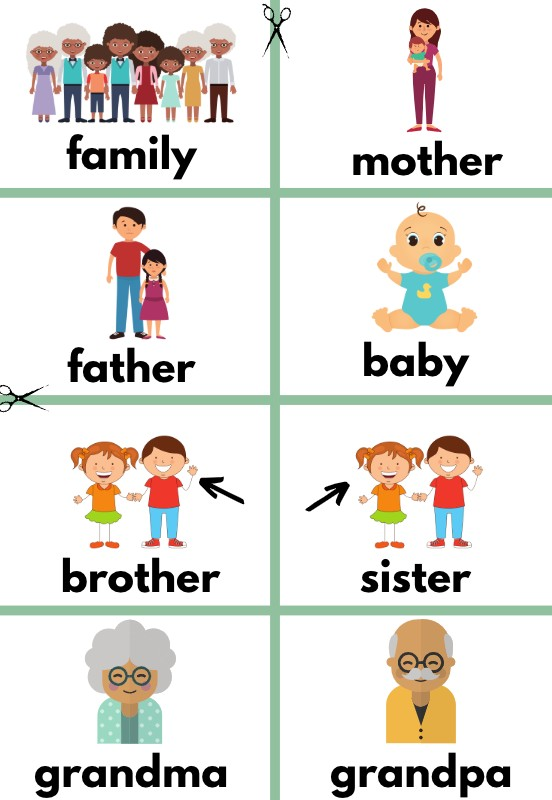 family
mother
father
baby
brother
sister
grandma
grandpa